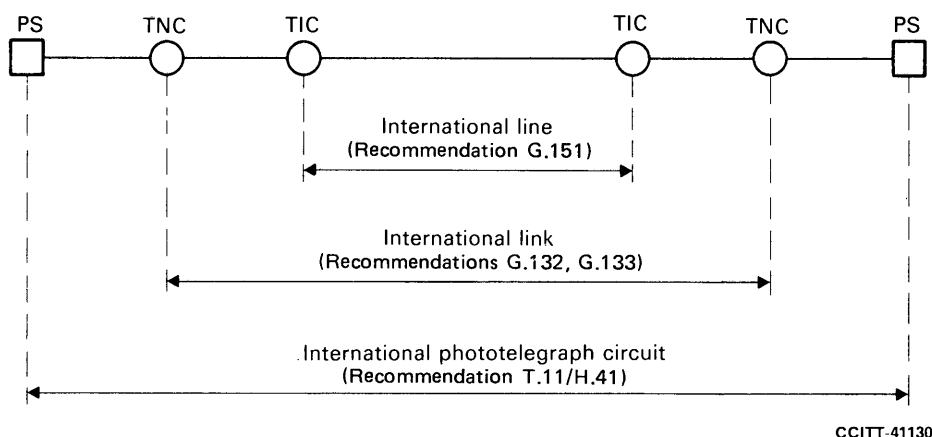 PS TNC TIC TIC TNC PS
International line
(Recommendation G.151)
International link
(Recommendations G.132, G.133)
International phototelegraph circuit
(Recommendation T.11/H.41)
CCITT-41130